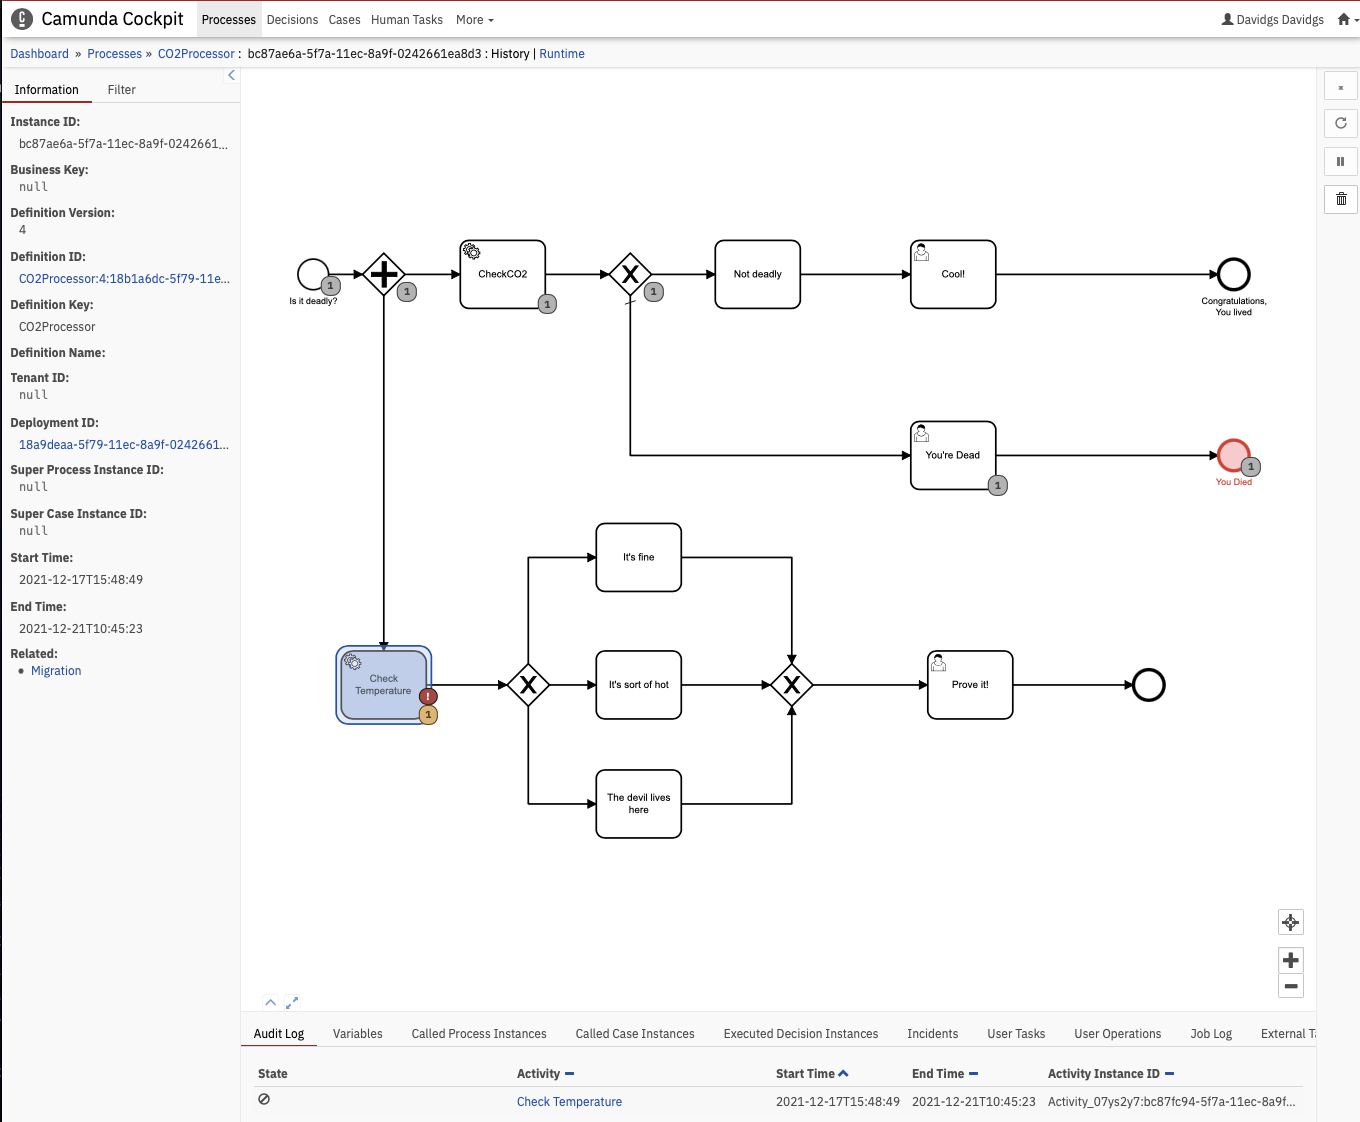 Camunda Cockpit Processes Decisions Cases Human Tasks More Davidgs Davidgs
Dashboard » Processes » CO2Processor : bc87ae6a-5f7a-11ec-8a9f-0242661ea8d3 : History | Runtime
Information Filter
Instance ID:
bc87ae6a-5f7a-11ec-8a9f-0242661...
Business Key:
null
Definition Version:
4
Definition ID:
CO2Processor:4:18b1a6dc-5f79-11e...
Definition Key:
CO2Processor
Definition Name:
Tenant ID:
null
Deployment ID:
18a9deaa-5f79-11ec-8a9f-0242661...
Super Process Instance ID:
null
Super Case Instance ID:
null
Start Time:
2021-12-17T15:48:49
End Time:
2021-12-21T10:45:23
Related:
Migration
Is it deadly?
1
1
CheckCO2
1
X
1
Not deadly
Cool!
Congratulations,
You lived
You're Dead
1
1
You Died
It's fine
Check
Temperature
!
1
X
It's sort of hot
X
Prove it!
The devil lives
here
Audit Log Variables Called Process Instances Called Case Instances Executed Decision Instances Incidents User Tasks User Operations Job Log External T
State Activity Start Time End Time Activity Instance ID
Check Temperature 2021-12-17T15:48:49 2021-12-21T10:45:23 Activity_07ys2y7:bc87fc94-5f7a-11ec-8a9f...